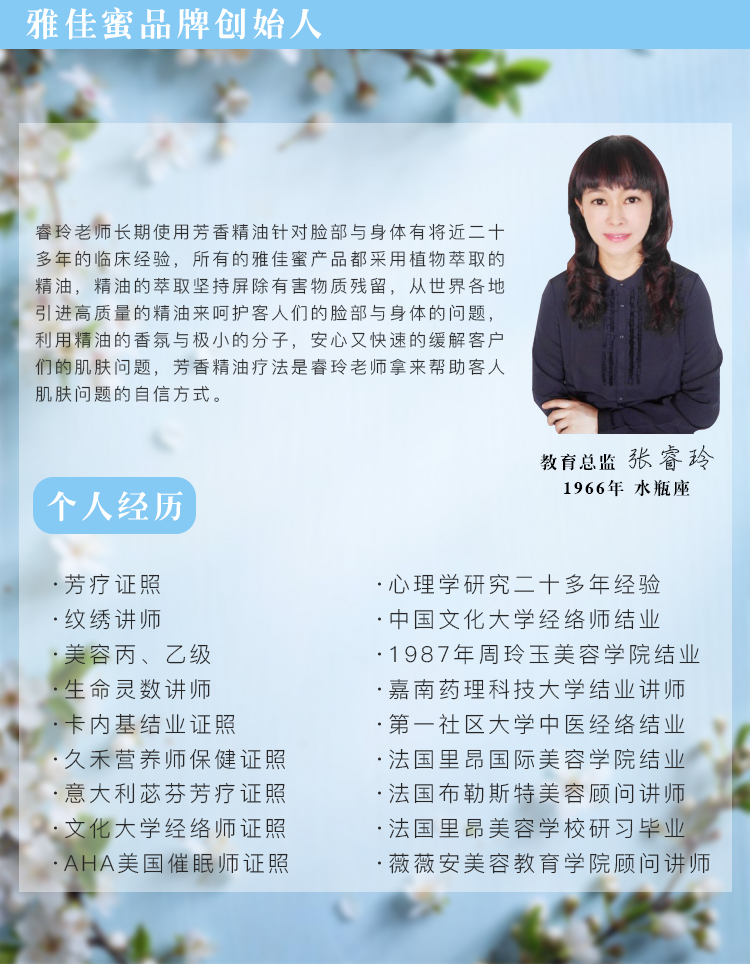 雅佳蜜品牌创始人
睿玲老师长期使用芳香精油针对脸部与身体有将近二十
多年的临床经验，所有的雅佳蜜产品都采用植物萃取的
精油，精油的萃取坚持屏除有害物质残留，从世界各地
引进高质量的精油来呵护客人们的脸部与身体的问题，
利用精油的香氛与极小的分子，安心又快速的缓解客户
们的肌肤问题，芳香精油疗法是睿玲老师拿来帮助客人
肌肤问题的自信方式。
教育总监 张睿玲
1966年 水瓶座
个人经历
·芳疗证照
·纹绣讲师
·美容丙、乙级
·生命灵数讲师
·卡内基结业证照
·久禾营养师保健证照
·意大利苾芬芳疗证照
·文化大学经络师证照
·AHA美国催眠师证照
·心理学研究二十多年经验
·中国文化大学经络师结业
·1987年周玲玉美容学院结业
·嘉南药理科技大学结业讲师
·第一社区大学中医经络结业
·法国里昂国际美容学院结业
·法国布勒斯特美容顾问讲师
·法国里昂美容学校研习毕业
·薇薇安美容教育学院顾问讲师